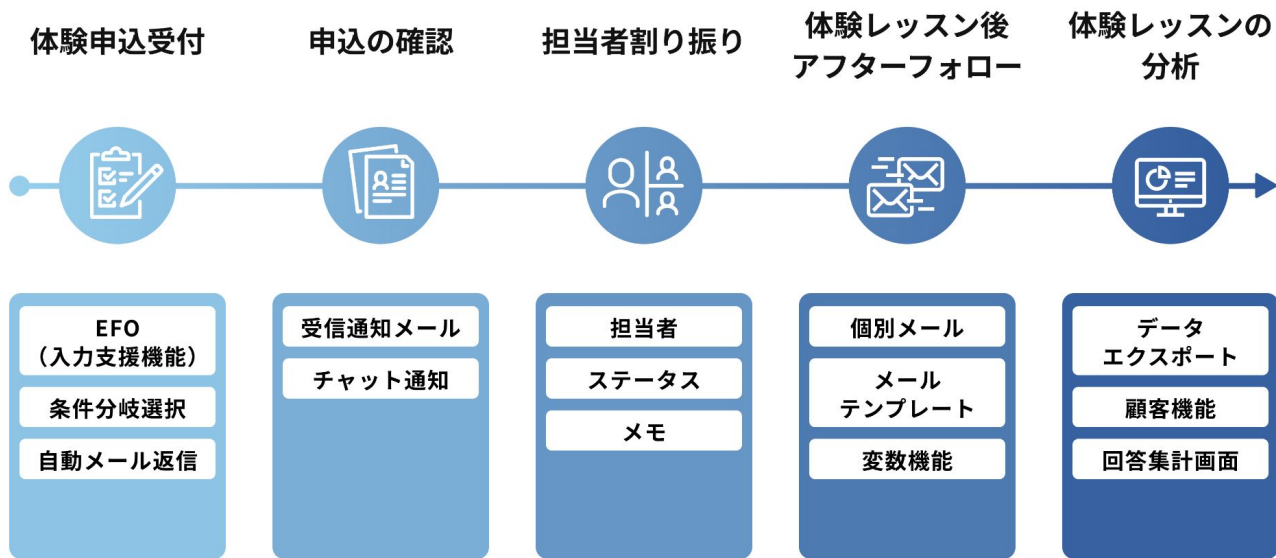 体験申込受付
申込の確認
担当者割り振り
体験レッスン後
アフターフォロー
体験レッスンの
分析
EFO
（入力支援機能）
条件分岐選択
自動メール返信
受信通知メール
チャット通知
担当者
ステータス
メモ
個別メール
メール
テンプレート
変数機能
データ
エクスポート
顧客機能
回答集計画面